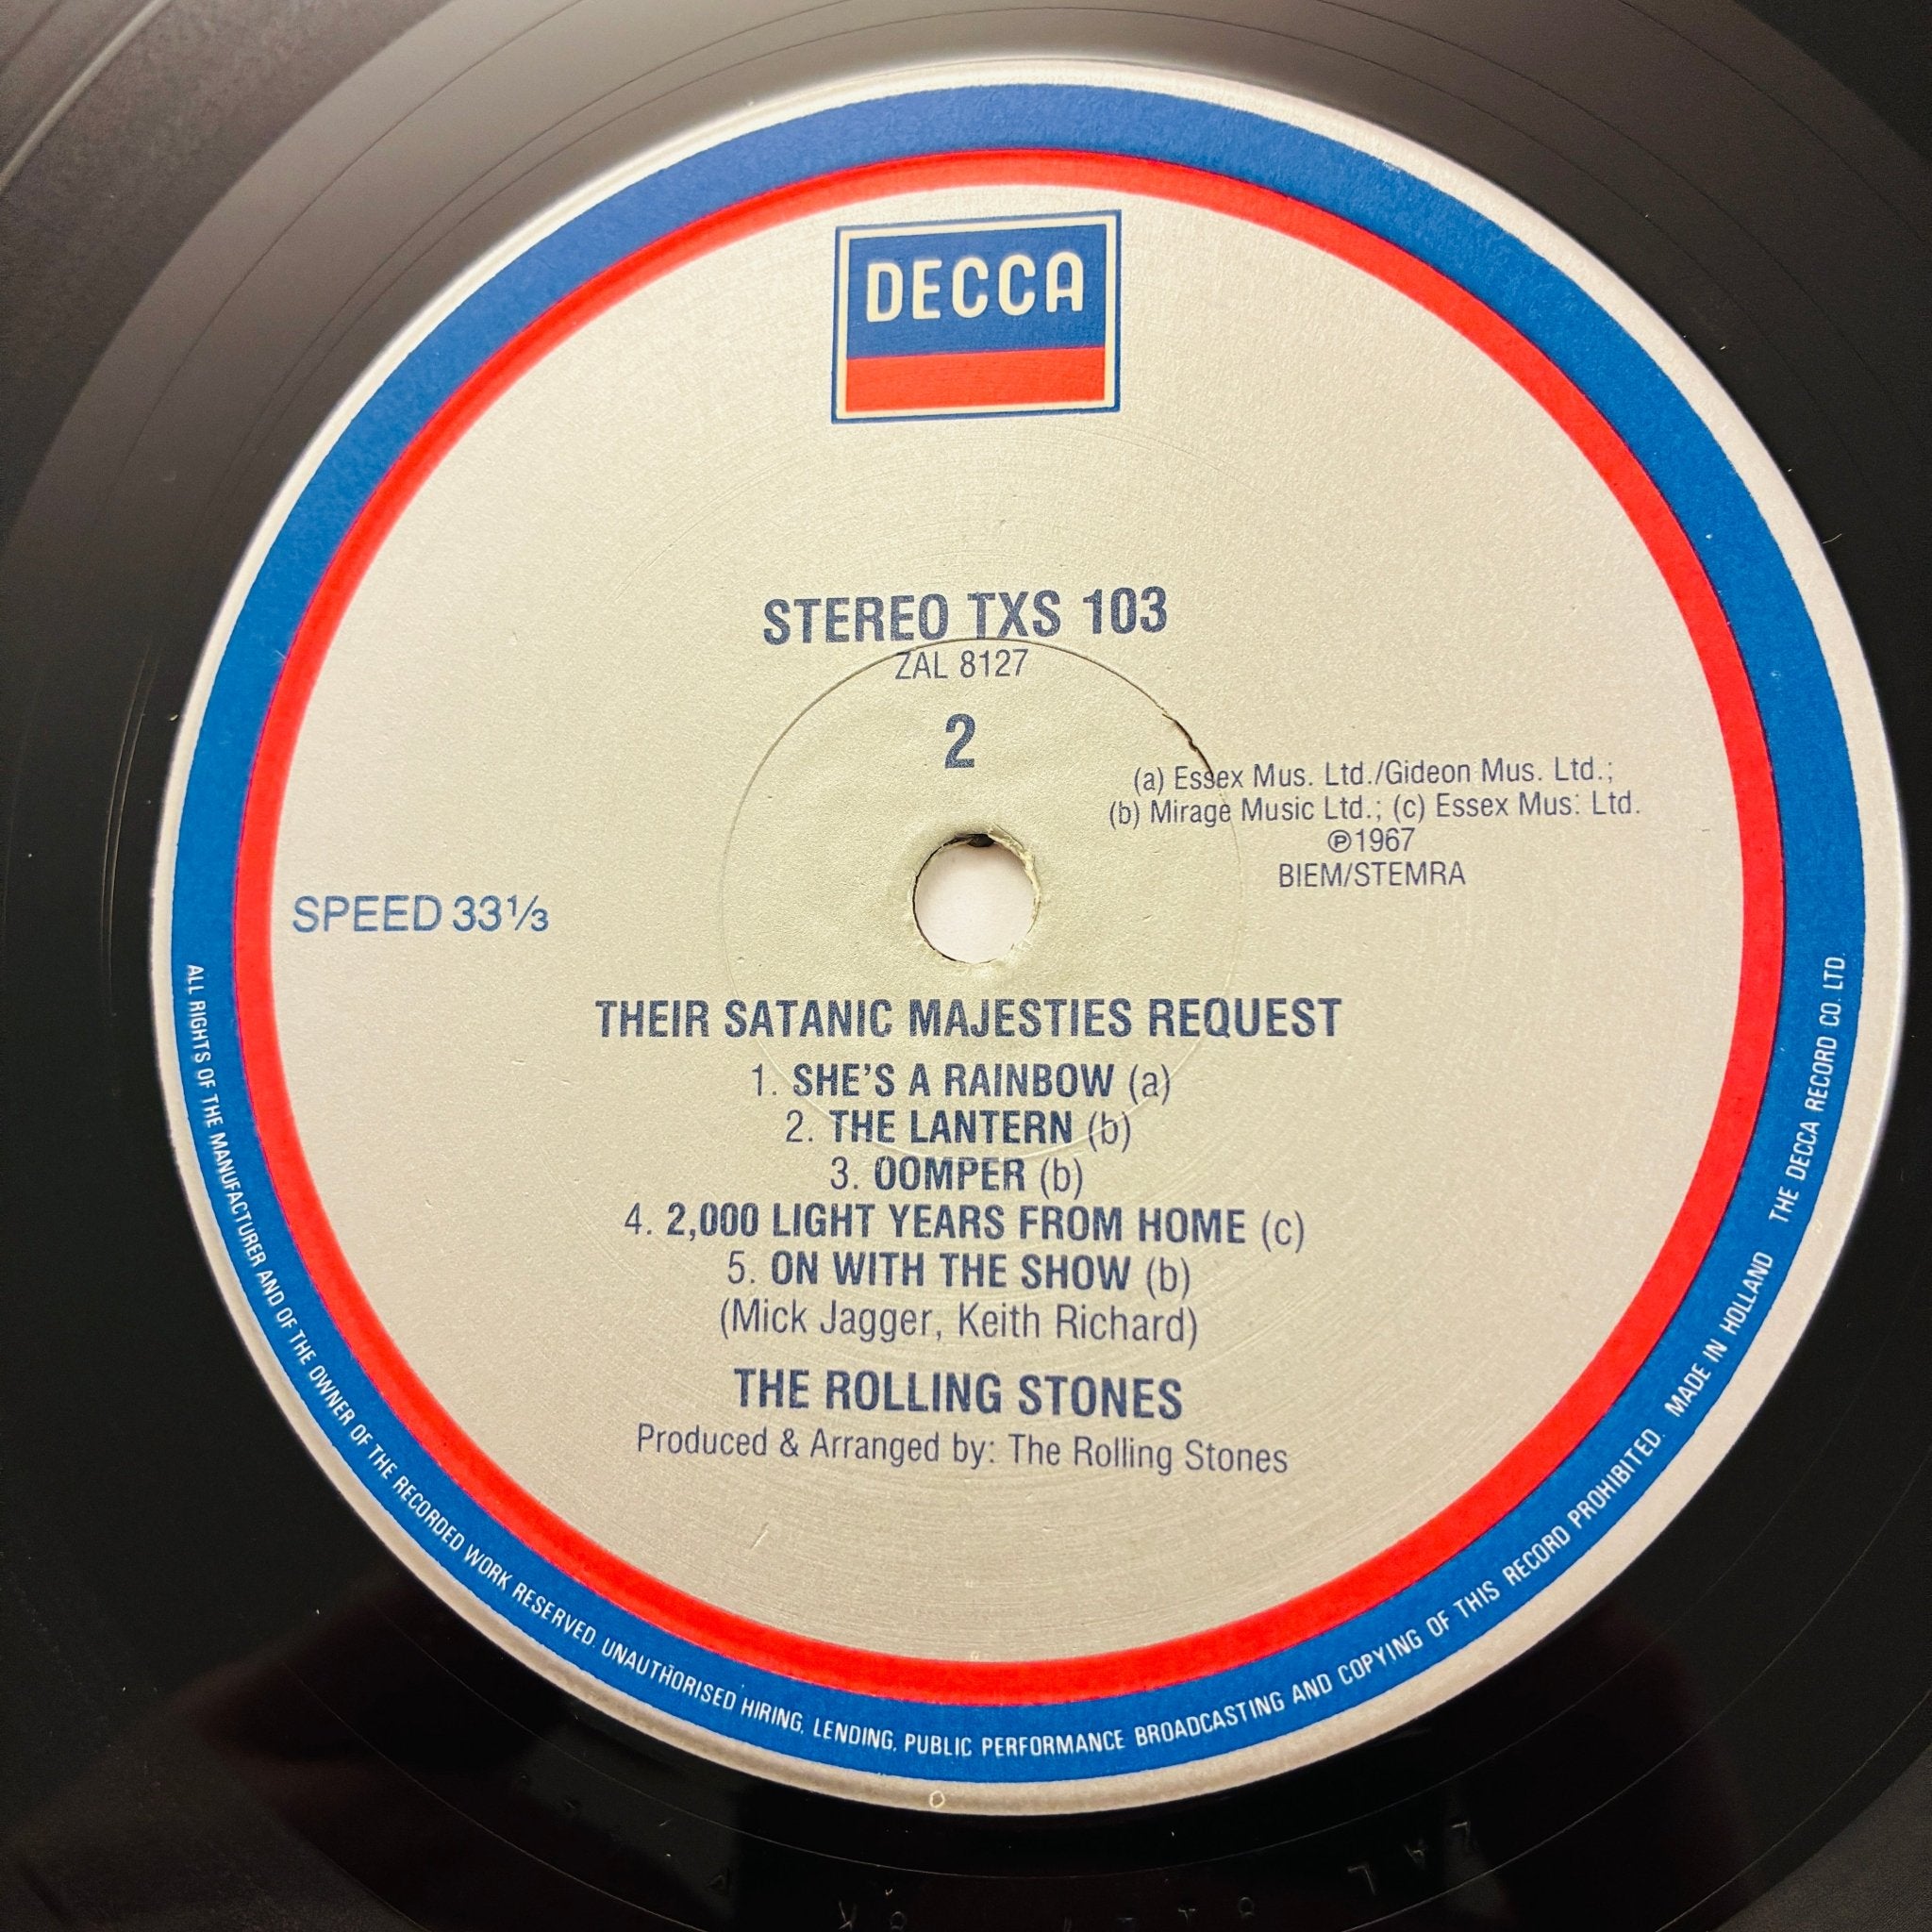 DECCA
STEREO TXS 103
ZAL 8127
2
(a) Essex Mus. Ltd./Gideon Mus. Ltd.;
(b) Mirage Music Ltd.; (c) Essex Mus. Ltd.
℗1967
BIEM/STEMRA
SPEED 33⅓
THEIR SATANIC MAJESTIES REQUEST
1. SHE'S A RAINBOW (a)
2. THE LANTERN (b)
3. OOMPER (b)
4. 2,000 LIGHT YEARS FROM HOME (c)
5. ON WITH THE SHOW (b)
(Mick Jagger, Keith Richard)
THE ROLLING STONES
Produced & Arranged by: The Rolling Stones
ALL RIGHTS OF THE MANUFACTURER AND OF THE OWNER OF THE RECORDED WORK RESERVED. UNAUTHORISED HIRING, LENDING, PUBLIC PERFORMANCE BROADCASTING AND COPYING OF THIS RECORD PROHIBITED. MADE IN HOLLAND THE DECCA RECORD CO. LTD.